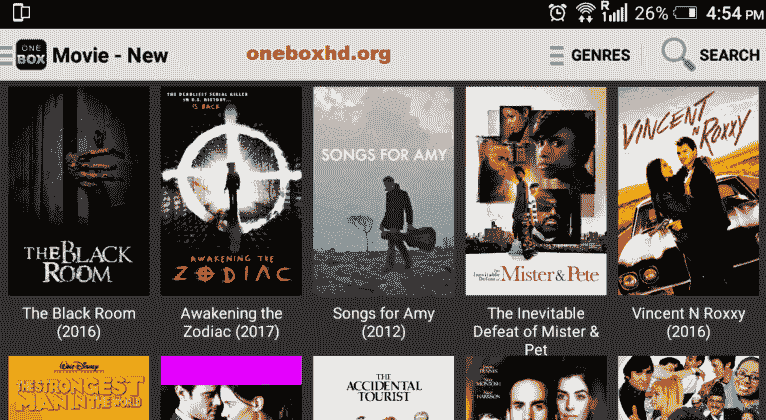 R
26%
4:54 PM
ONE
BOX
Movie - New
oneboxhd.org
GENRES
SEARCH
THE DEADLIEST SERIAL KILLER
IN U.S. HISTORY...
IS BACK
SONGS FOR AMY
VINCENT
N ROXXY
THE BLACK
ROOM
AWAKENING THE
ZODIAC
The Inevitable
Defeat of
Mister & Pete
The Black Room
(2016)
Awakening the
Zodiac (2017)
Songs for Amy
(2012)
The Inevitable
Defeat of Mister &
Pet
Vincent N Roxxy
(2016)
WALT DISNEY
THE STRONGEST
MAN IN THE WORLD
THE
ACCIDENTAL
TOURIST